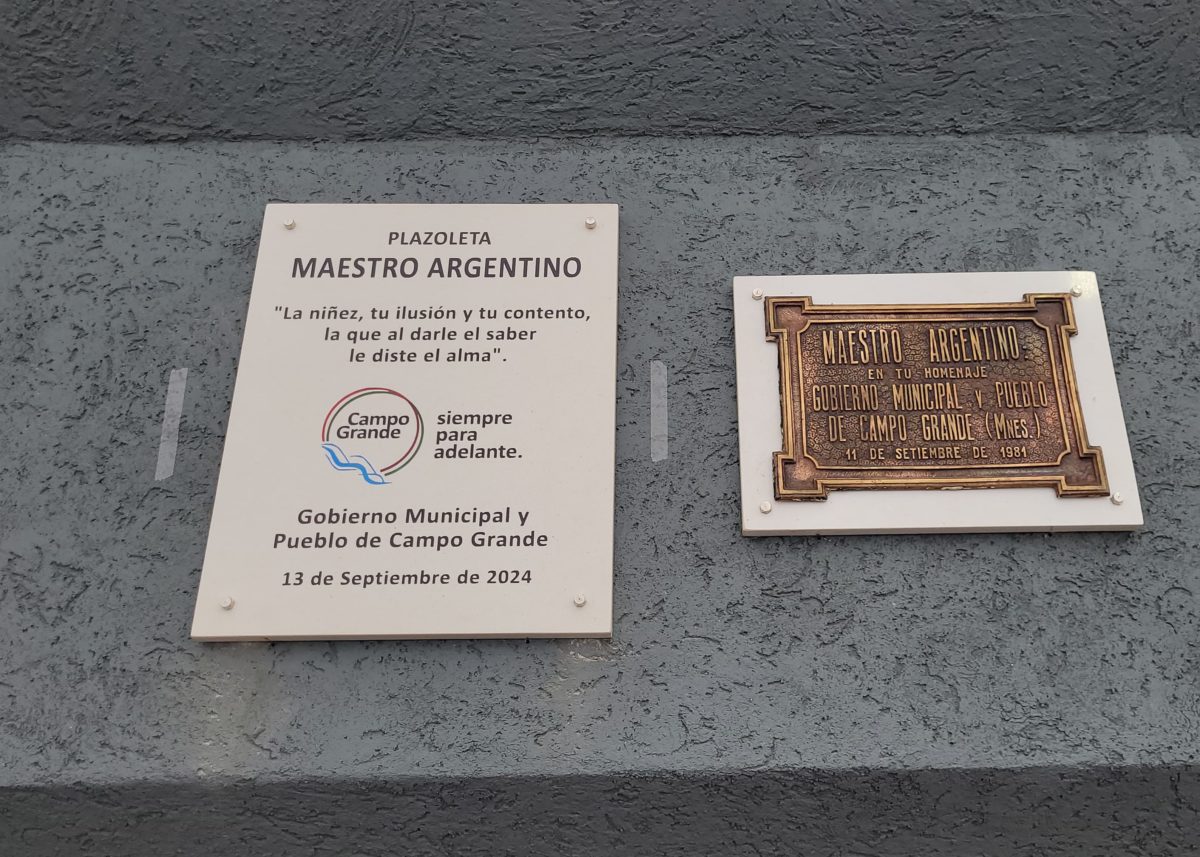 PLAZOLETA
MAESTRO ARGENTINO
"La niñez, tu ilusión y tu contento,
la que al darle el saber
le diste el alma".
Campo
Grande
siempre
para
adelante.
Gobierno Municipal y
Pueblo de Campo Grande
13 de Septiembre de 2024
MAESTRO ARGENTINO:
EN TU HOMENAJE
GOBIERNO MUNICIPAL Y PUEBLO
DE CAMPO GRANDE (MNES.)
11 DE SETIEMBRE DE 1981